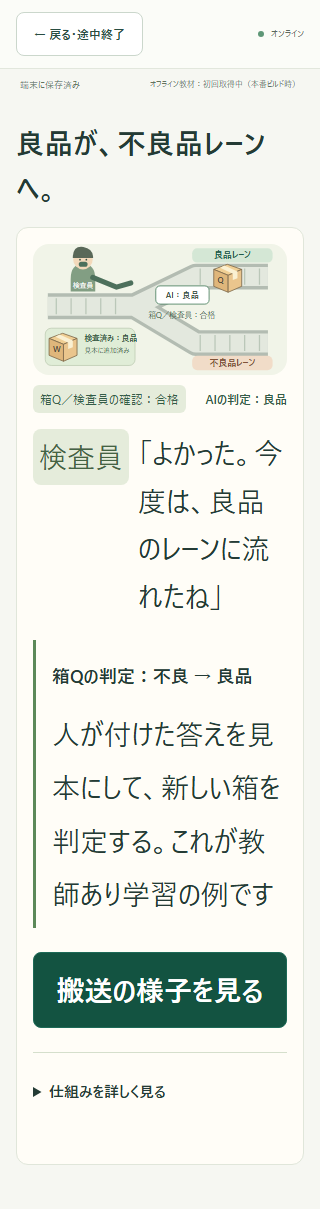 ← 戻る・途中終了
オンライン
端末に保存済み
オフライン教材：初回取得中（本番ビルド時）
良品が、不良品レーン
へ。
検査員
良品レーン
Q
AI：良品
箱Q／検査員：合格
W
検査済み：良品
見本に追加済み
不良品レーン
箱Q／検査員の確認：合格
AIの判定：良品
検査員
「よかった。今
度は、良品
のレーンに流
れたね」
箱Qの判定：不良 → 良品
人が付けた答えを見
本にして、新しい箱を
判定する。これが教
師あり学習の例です
搬送の様子を見る
▶ 仕組みを詳しく見る